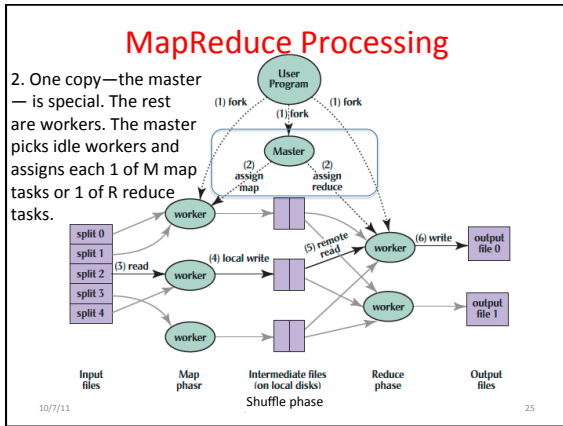 MapReduce Processing
2. One copy—the master
— is special. The rest
are workers. The master
picks idle workers and
assigns each 1 of M map
tasks or 1 of R reduce
tasks.
User
Program
(1) fork
(1) fork
(1) fork
Master
(2)
assign
map
(2)
assign
reduce
worker
split 0
split 1
split 2
split 3
split 4
(3) read
worker
(4) local write
worker
(5) remote
read
worker
(6) write
output
file 0
worker
output
file 1
Input
files
Map
phasr
Intermediate files
(on local disks)
Reduce
phase
Output
files
Shuffle phase
10/7/11
25